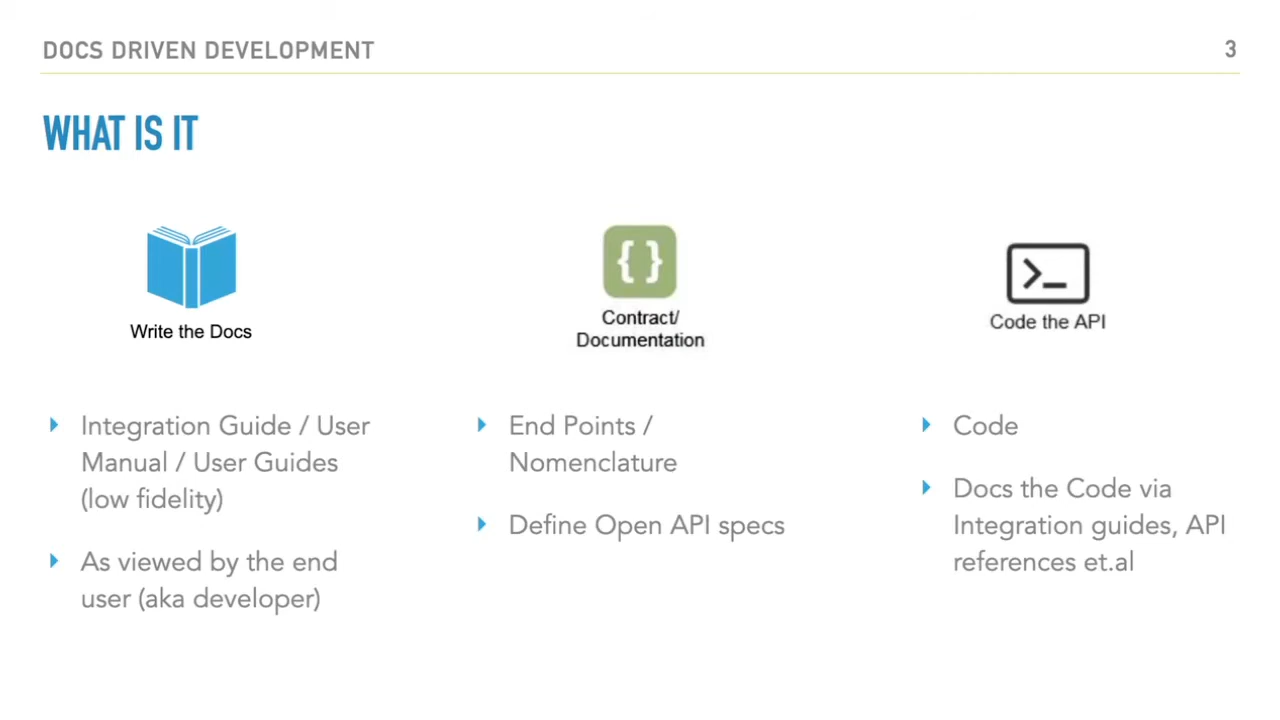 DOCS DRIVEN DEVELOPMENT
3
WHAT IS IT
Write the Docs
Integration Guide / User
Manual / User Guides
(low fidelity)
As viewed by the end
user (aka developer)
{}
Contract/
Documentation
End Points /
Nomenclature
Define Open API specs
>_
Code the API
Code
Docs the Code via
Integration guides, API
references et.al